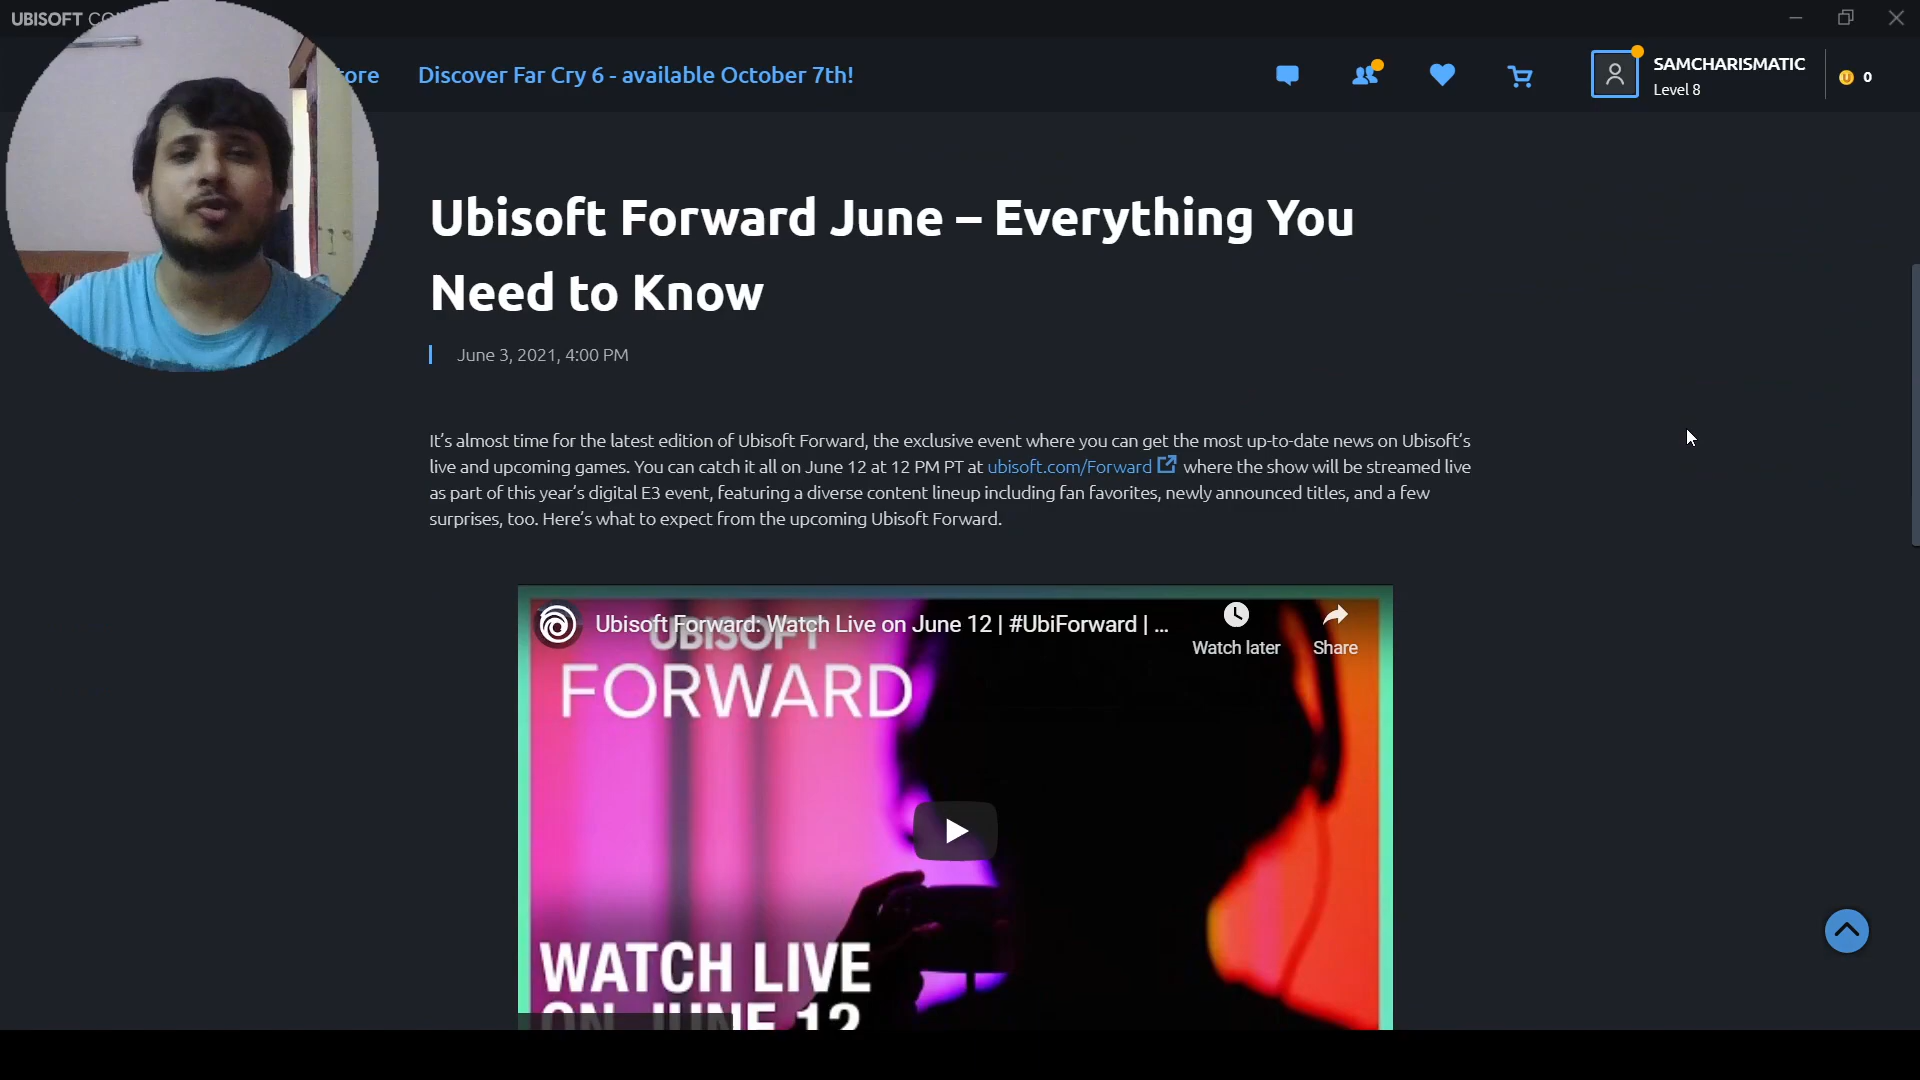 UBISOFT CO
Discover Far Cry 6 - available October 7th!
SAMCHARISMATIC
Level 8
0
Ubisoft Forward June – Everything You
Need to Know
June 3, 2021, 4:00 PM
It's almost time for the latest edition of Ubisoft Forward, the exclusive event where you can get the most up-to-date news on Ubisoft's
live and upcoming games. You can catch it all on June 12 at 12 PM PT at ubisoft.com/Forward where the show will be streamed live
as part of this year's digital E3 event, featuring a diverse content lineup including fan favorites, newly announced titles, and a few
surprises, too. Here's what to expect from the upcoming Ubisoft Forward.
Ubisoft Forward: Watch Live on June 12 | #UbiForward | ...
Watch later
Share
UBISOFT
FORWARD
WATCH LIVE
ON JUNE 12